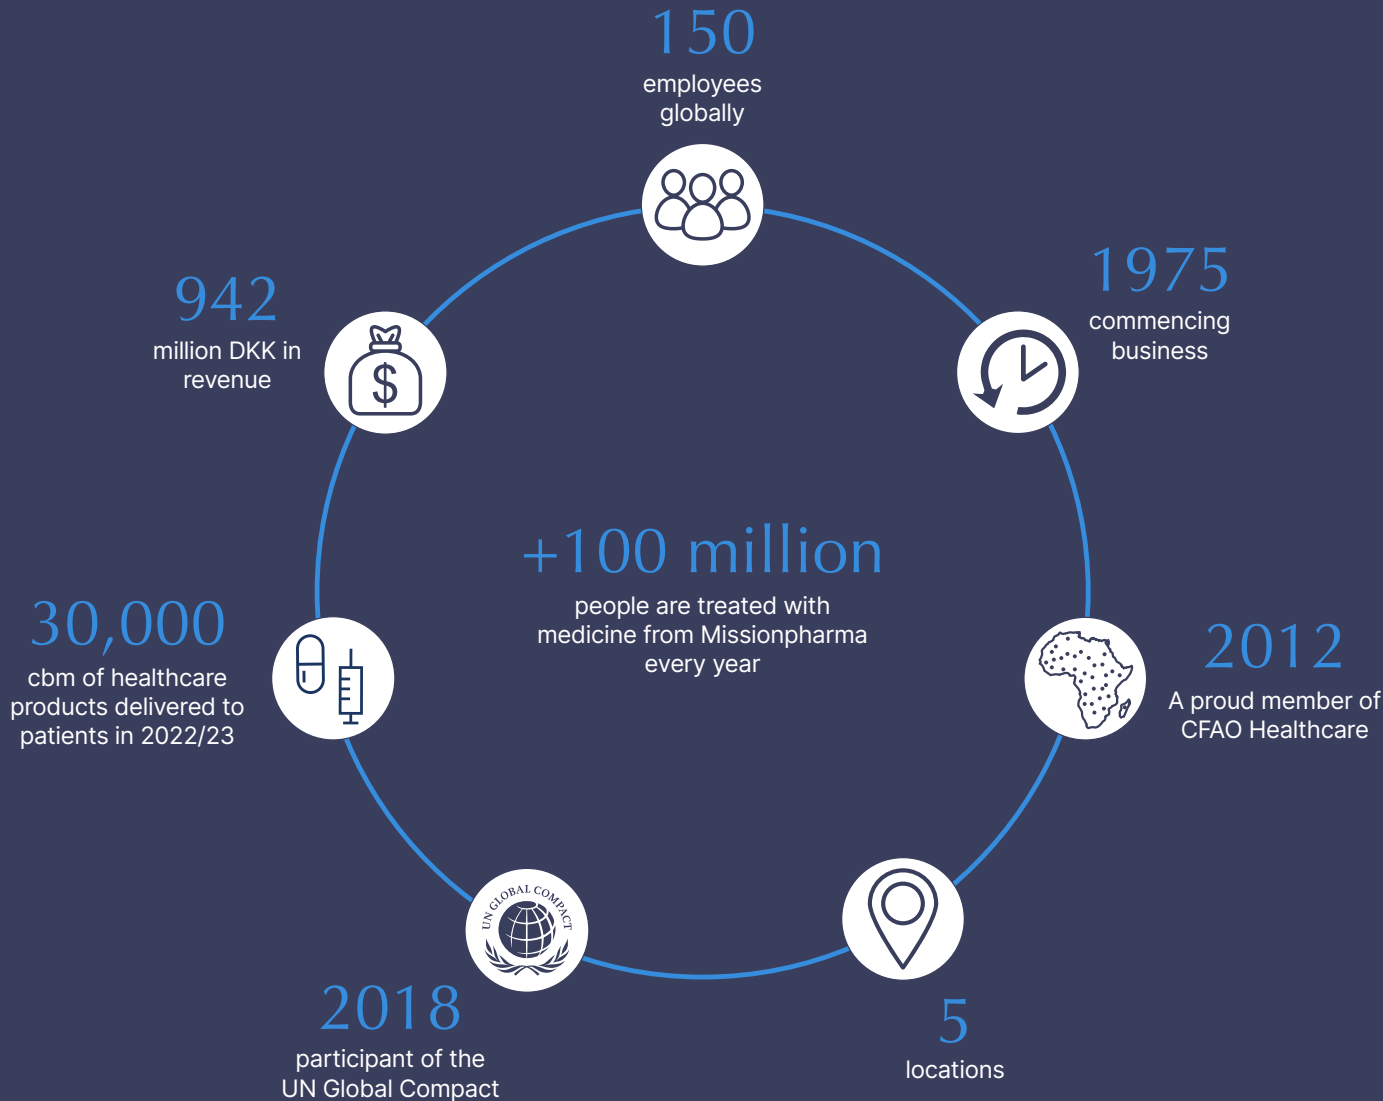 150
employees
globally
1975
commencing
business
942
million DKK in
revenue
$
+100 million
people are treated with
medicine from Missionpharma
every year
30,000
cbm of healthcare
products delivered to
patients in 2022/23
2012
A proud member of
CFAO Healthcare
UN GLOBAL COMPACT
2018
participant of the
UN Global Compact
5
locations